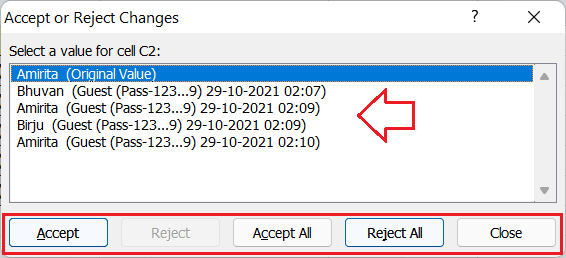 Accept or Reject Changes ?
Select a value for cell C2:
Amirita (Original Value)
Bhuvan (Guest (Pass-123...9) 29-10-2021 02:07)
Amirita (Guest (Pass-123...9) 29-10-2021 02:09)
Birju (Guest (Pass-123...9) 29-10-2021 02:09)
Amirita (Guest (Pass-123...9) 29-10-2021 02:10)
Accept Reject Accept All Reject All Close